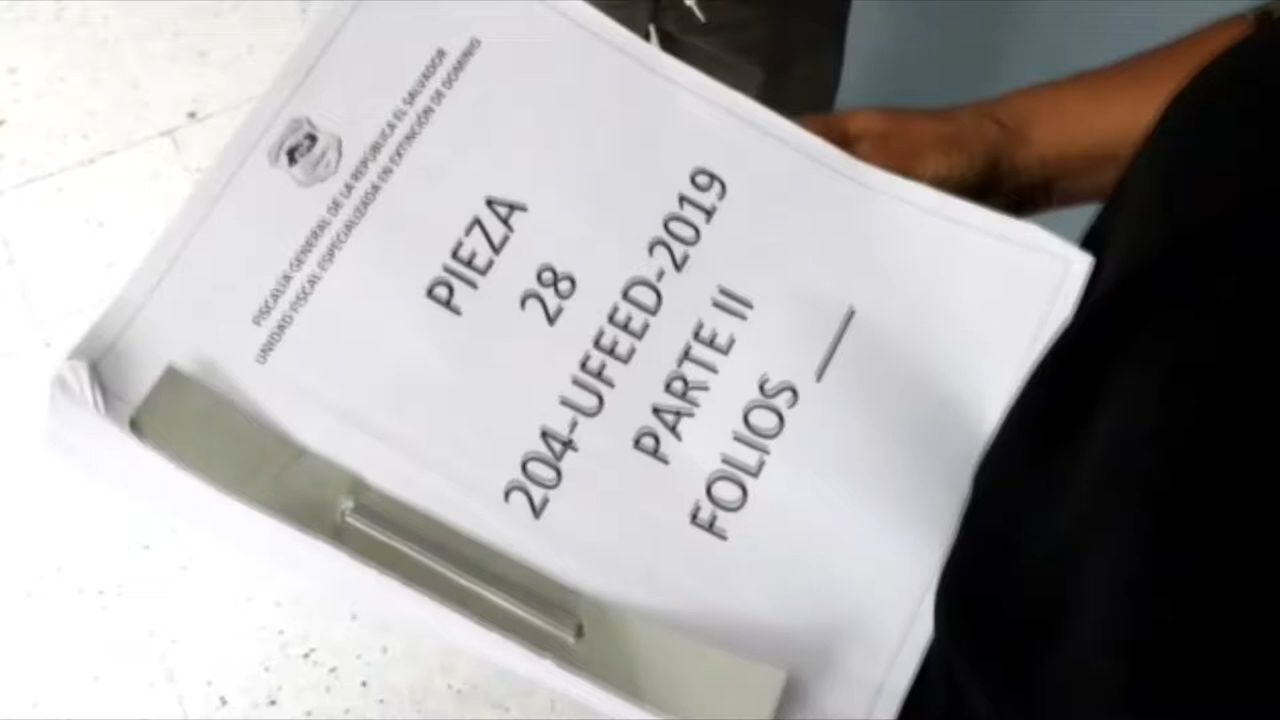 FISCALÍA GENERAL DE LA REPÚBLICA EL SALVADOR
UNIDAD FISCAL ESPECIALIZADA EN EXTINCIÓN DE DOMINIO
PIEZA
28
204-UFEED-2019
PARTE II
FOLIOS ___